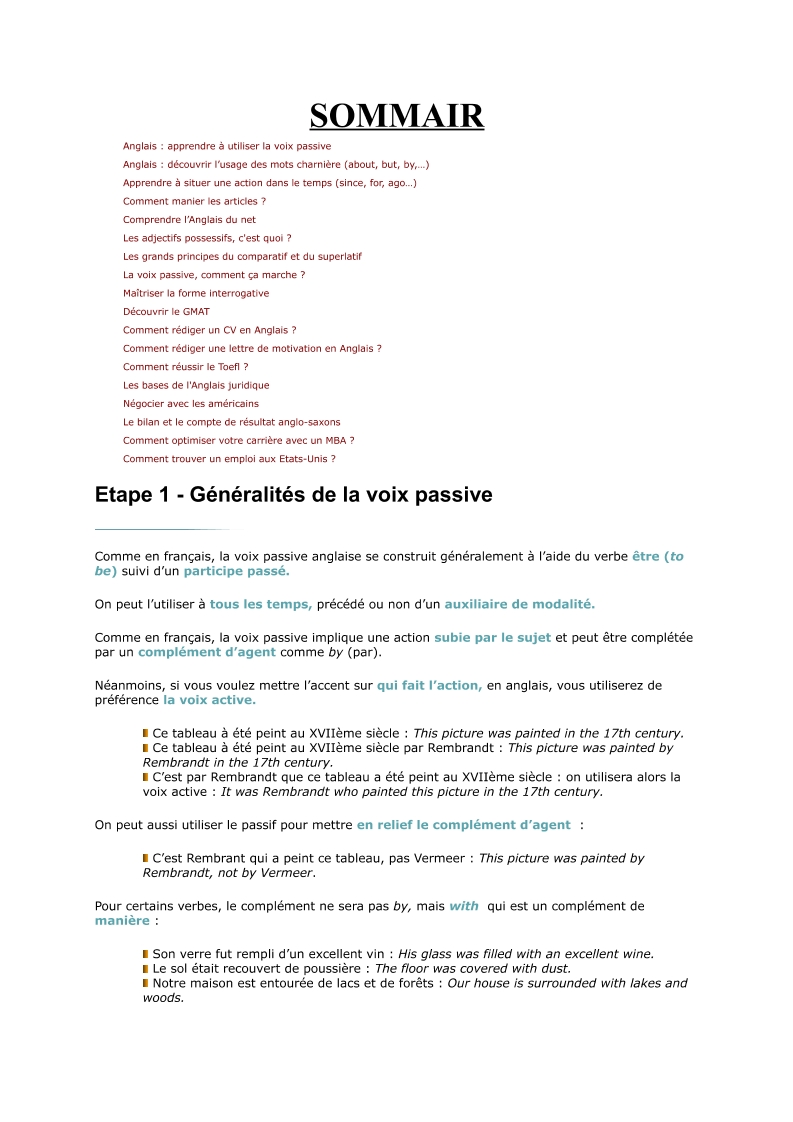 SOMMAIR
Anglais : apprendre à utiliser la voix passive
Anglais : découvrir l’usage des mots charnière (about, but, by,…)
Apprendre à situer une action dans le temps (since, for, ago…)
Comment manier les articles ?
Comprendre l’Anglais du net
Les adjectifs possessifs, c'est quoi ?
Les grands principes du comparatif et du superlatif
La voix passive, comment ça marche ?
Maîtriser la forme interrogative
Découvrir le GMAT
Comment rédiger un CV en Anglais ?
Comment rédiger une lettre de motivation en Anglais ?
Comment réussir le Toefl ?
Les bases de l'Anglais juridique
Négocier avec les américains
Le bilan et le compte de résultat anglo-saxons
Comment optimiser votre carrière avec un MBA ?
Comment trouver un emploi aux Etats-Unis ?
Etape 1 - Généralités de la voix passive
Comme en français, la voix passive anglaise se construit généralement à l’aide du verbe être (to
be) suivi d’un participe passé.
On peut l’utiliser à tous les temps, précédé ou non d’un auxiliaire de modalité.
Comme en français, la voix passive implique une action subie par le sujet et peut être complétée
par un complément d’agent comme by (par).
Néanmoins, si vous voulez mettre l’accent sur qui fait l’action, en anglais, vous utiliserez de
préférence la voix active.
Ce tableau à été peint au XVIIème siècle : This picture was painted in the 17th century.
Ce tableau à été peint au XVIIème siècle par Rembrandt : This picture was painted by
Rembrandt in the 17th century.
C’est par Rembrandt que ce tableau a été peint au XVIIème siècle : on utilisera alors la
voix active : It was Rembrandt who painted this picture in the 17th century.
On peut aussi utiliser le passif pour mettre en relief le complément d’agent :
C’est Rembrant qui a peint ce tableau, pas Vermeer : This picture was painted by
Rembrandt, not by Vermeer.
Pour certains verbes, le complément ne sera pas by, mais with qui est un complément de
manière :
Son verre fut rempli d’un excellent vin : His glass was filled with an excellent wine.
Le sol était recouvert de poussière : The floor was covered with dust.
Notre maison est entourée de lacs et de forêts : Our house is surrounded with lakes and
woods.